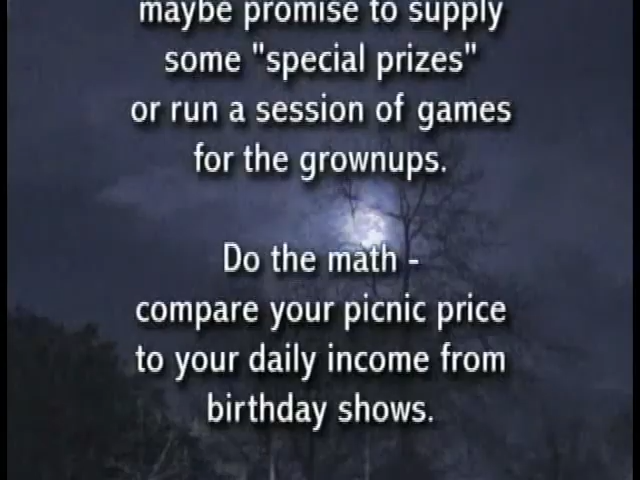 maybe promise to supply
some "special prizes"
or run a session of games
for the grownups.
Do the math -
compare your picnic price
to your daily income from
birthday shows.